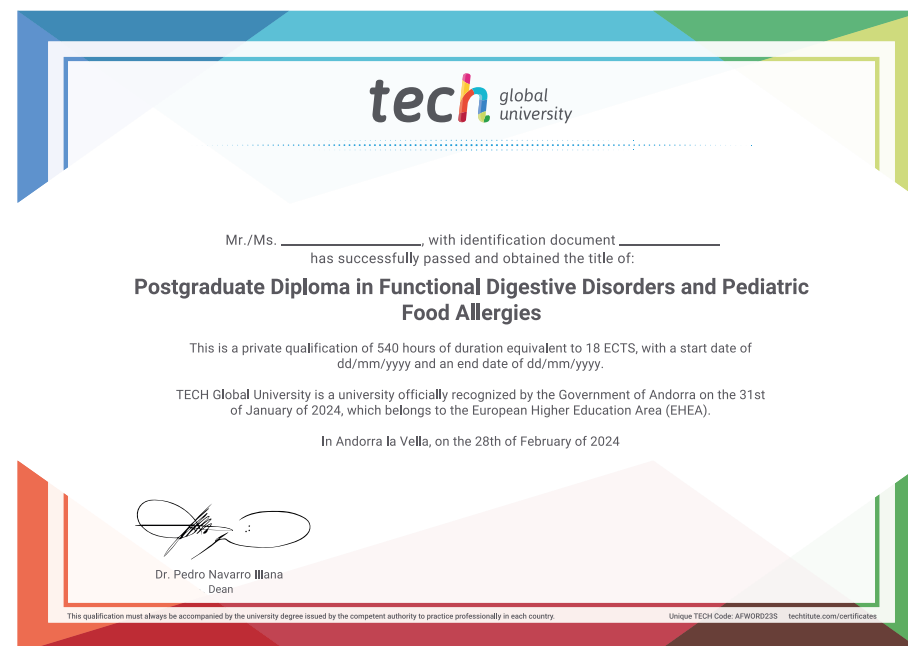 tech global
university
Mr./Ms. ____________, with identification document ____________
has successfully passed and obtained the title of:
Postgraduate Diploma in Functional Digestive Disorders and Pediatric
Food Allergies
This is a private qualification of 540 hours of duration equivalent to 18 ECTS, with a start date of
dd/mm/yyyy and an end date of dd/mm/yyyy.
TECH Global University is a university officially recognized by the Government of Andorra on the 31st
of January of 2024, which belongs to the European Higher Education Area (EHEA).
In Andorra la Vella, on the 28th of February of 2024
Dr. Pedro Navarro Illana
Dean
This qualification must always be accompanied by the university degree issued by the competent authority to practice professionally in each country.
Unique TECH Code: AFWORD23S techtitute.com/certificates